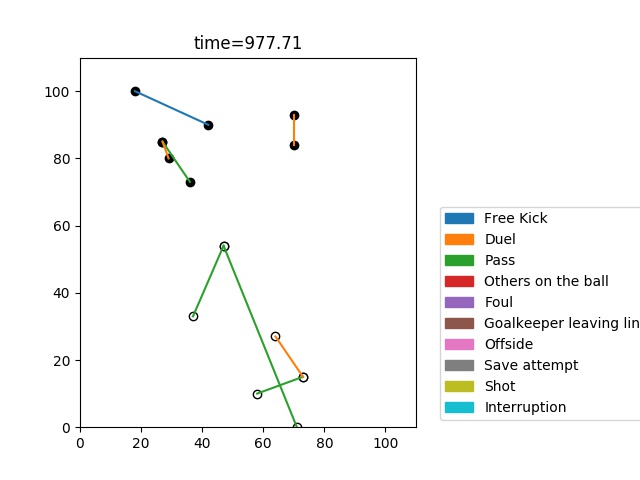 time=977.71
100
80
60
40
20
0
0 20 40 60 80 100
Free Kick
Duel
Pass
Others on the ball
Foul
Goalkeeper leaving lin
Offside
Save attempt
Shot
Interruption